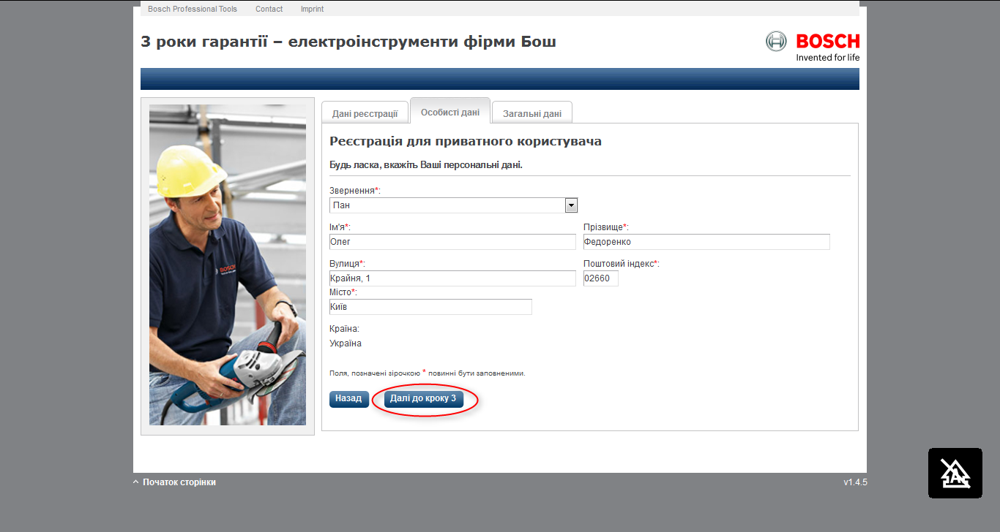 Bosch Professional Tools Contact Imprint
3 роки гарантії – електроінструменти фірми Бош
BOSCH
Invented for life
Дані реєстрації Особисті дані Загальні дані
Реєстрація для приватного користувача
Будь ласка, вкажіть Ваші персональні дані.
Звернення*:
Пан
Ім'я*: Прізвище*:
Олег Федоренко
Вулиця*: Поштовий індекс*:
Крайня, 1 02660
Місто*:
Київ
Країна:
Україна
Поля, позначені зірочкою * повинні бути заповненими.
Назад Далі до кроку 3
BOSCH
Початок сторінки v1.4.5